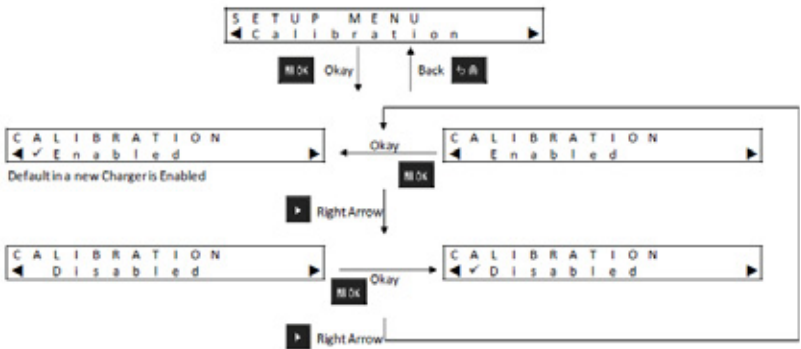 SETUP MENU
◀ Calibration ▶
OK Okay Back
CALIBRATION
◀ ✓ Enabled ▶
Okay
CALIBRATION
◀ Enabled ▶
Default in a new Charger is Enabled
OK
Right Arrow
CALIBRATION
◀ Disabled ▶
Okay
CALIBRATION
◀ ✓ Disabled ▶
OK
Right Arrow